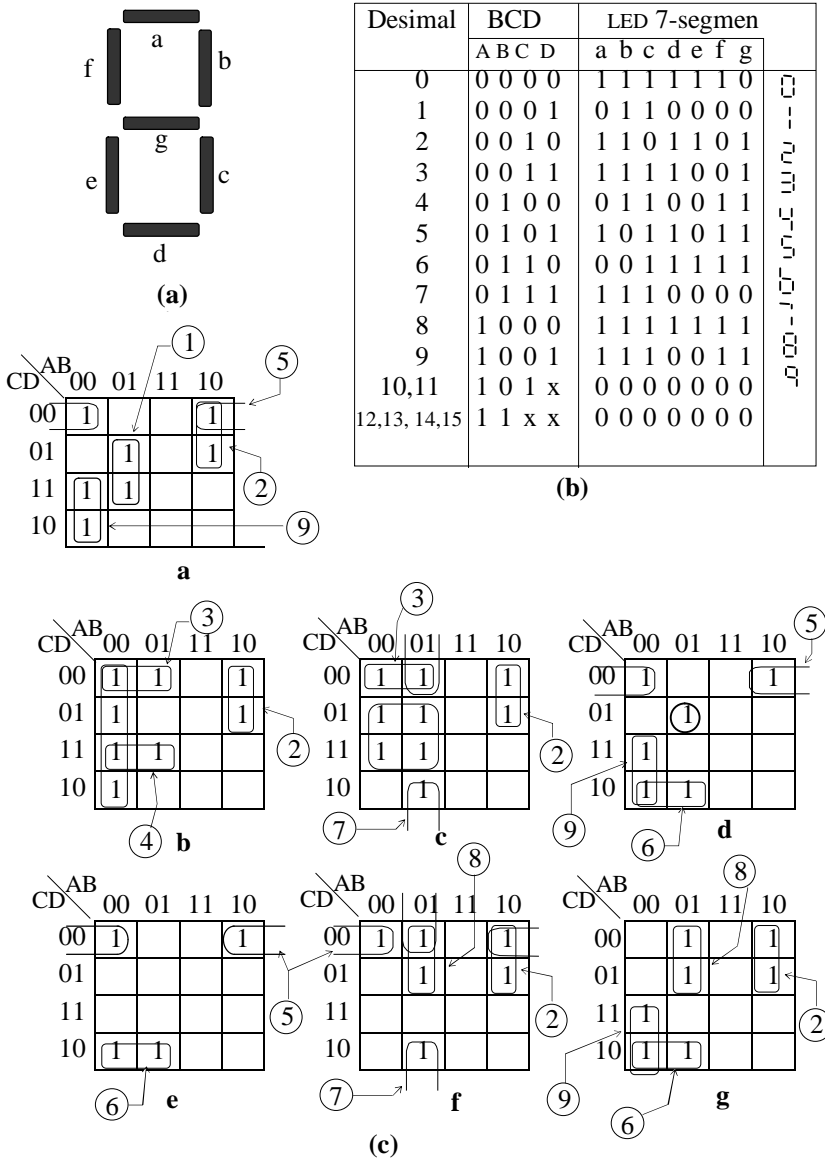 a
f
b
g
e
c
d
(a)
Desimal BCD LED 7-segmen
A B C D a b c d e f g
0 0 0 0 0 1 1 1 1 1 1 0
1 0 0 0 1 0 1 1 0 0 0 0
2 0 0 1 0 1 1 0 1 1 0 1
3 0 0 1 1 1 1 1 1 0 0 1
4 0 1 0 0 0 1 1 0 0 1 1
5 0 1 0 1 1 0 1 1 0 1 1
6 0 1 1 0 0 0 1 1 1 1 1
7 0 1 1 1 1 1 1 0 0 0 0
8 1 0 0 0 1 1 1 1 1 1 1
9 1 0 0 1 1 1 1 0 0 1 1
10,11 1 0 1 x 0 0 0 0 0 0 0
12,13, 14,15 1 1 x x 0 0 0 0 0 0 0
0 1 2 3 4 5 6 7 8 9
(b)
1
5
AB
CD 00 01 11 10
00 1 1
01 1 1
2
11 1 1
10 1
9
a
3
AB
CD 00 01 11 10
00 1 1 1
01 1 1
2
11 1 1
10 1
4
b
3
AB
CD 00 01 11 10
00 1 1 1
01 1 1 1
2
11 1 1
10 1
7
c
5
AB
CD 00 01 11 10
00 1 1
01 1
11 1
10 1 1
9
6
d
AB
CD 00 01 11 10
00 1 1
01
11
5
10 1 1
6
e
8
AB
CD 00 01 11 10
00 1 1 1
01 1 1
2
11
10 1
7
f
8
AB
CD 00 01 11 10
00 1 1
01 1 1
2
11 1
10 1 1
9
6
g
(c)